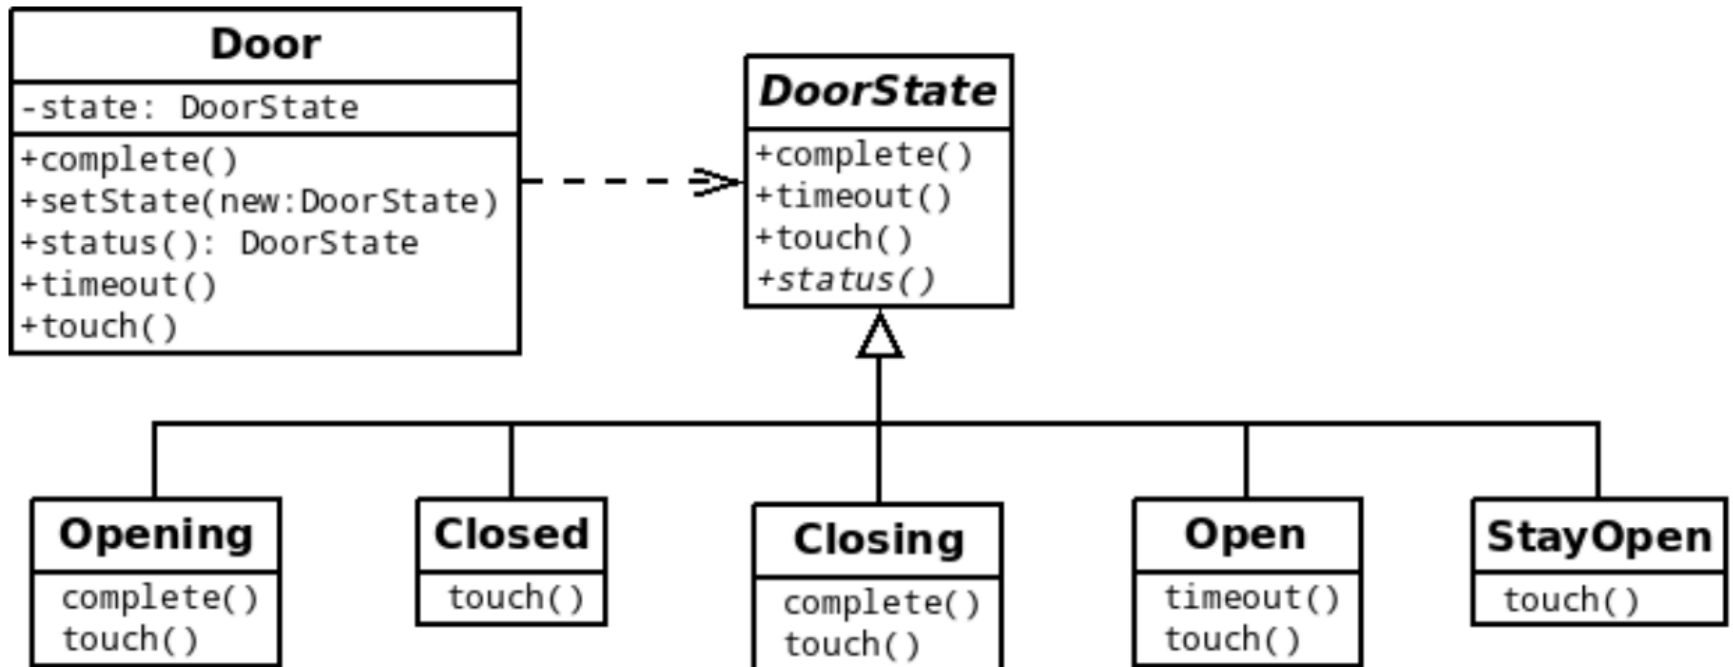 Door
-state: DoorState
+complete()
+setState(new:DoorState)
+status(): DoorState
+timeout()
+touch()
DoorState
+complete()
+timeout()
+touch()
+status()
Opening
complete()
touch()
Closed
touch()
Closing
complete()
touch()
Open
timeout()
touch()
StayOpen
touch()